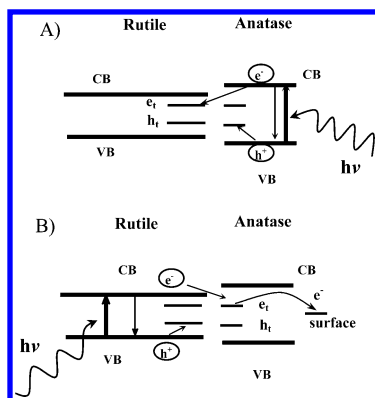 A)
Rutile Anatase
CB e⁻ CB
eₜ
hₜ
VB h⁺
VB hν
B)
Rutile Anatase
e⁻
CB CB
eₜ e⁻
hν hₜ surface
VB h⁺
VB